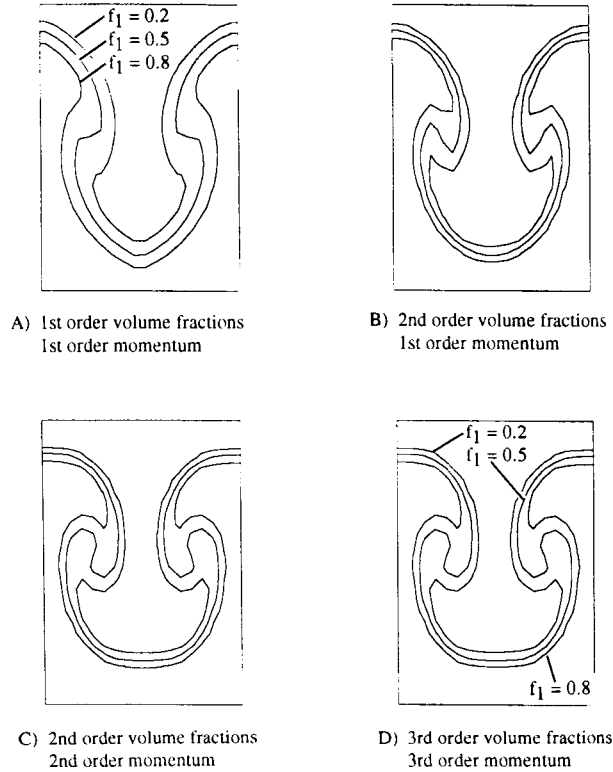 f₁ = 0.2
f₁ = 0.5
f₁ = 0.8
A) 1st order volume fractions
1st order momentum
B) 2nd order volume fractions
1st order momentum
f₁ = 0.2
f₁ = 0.5
f₁ = 0.8
C) 2nd order volume fractions
2nd order momentum
D) 3rd order volume fractions
3rd order momentum